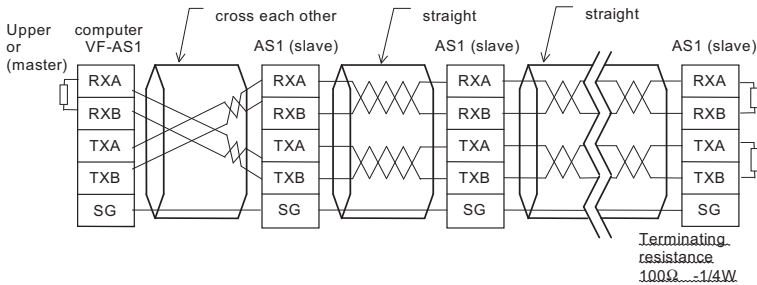 cross each other
straight
straight
Upper or (master)
computer VF-AS1
AS1 (slave)
AS1 (slave)
AS1 (slave)
RXA
RXB
TXA
TXB
SG
RXA
RXB
TXA
TXB
SG
RXA
RXB
TXA
TXB
SG
RXA
RXB
TXA
TXB
SG
Terminating
resistance
100Ω -1/4W